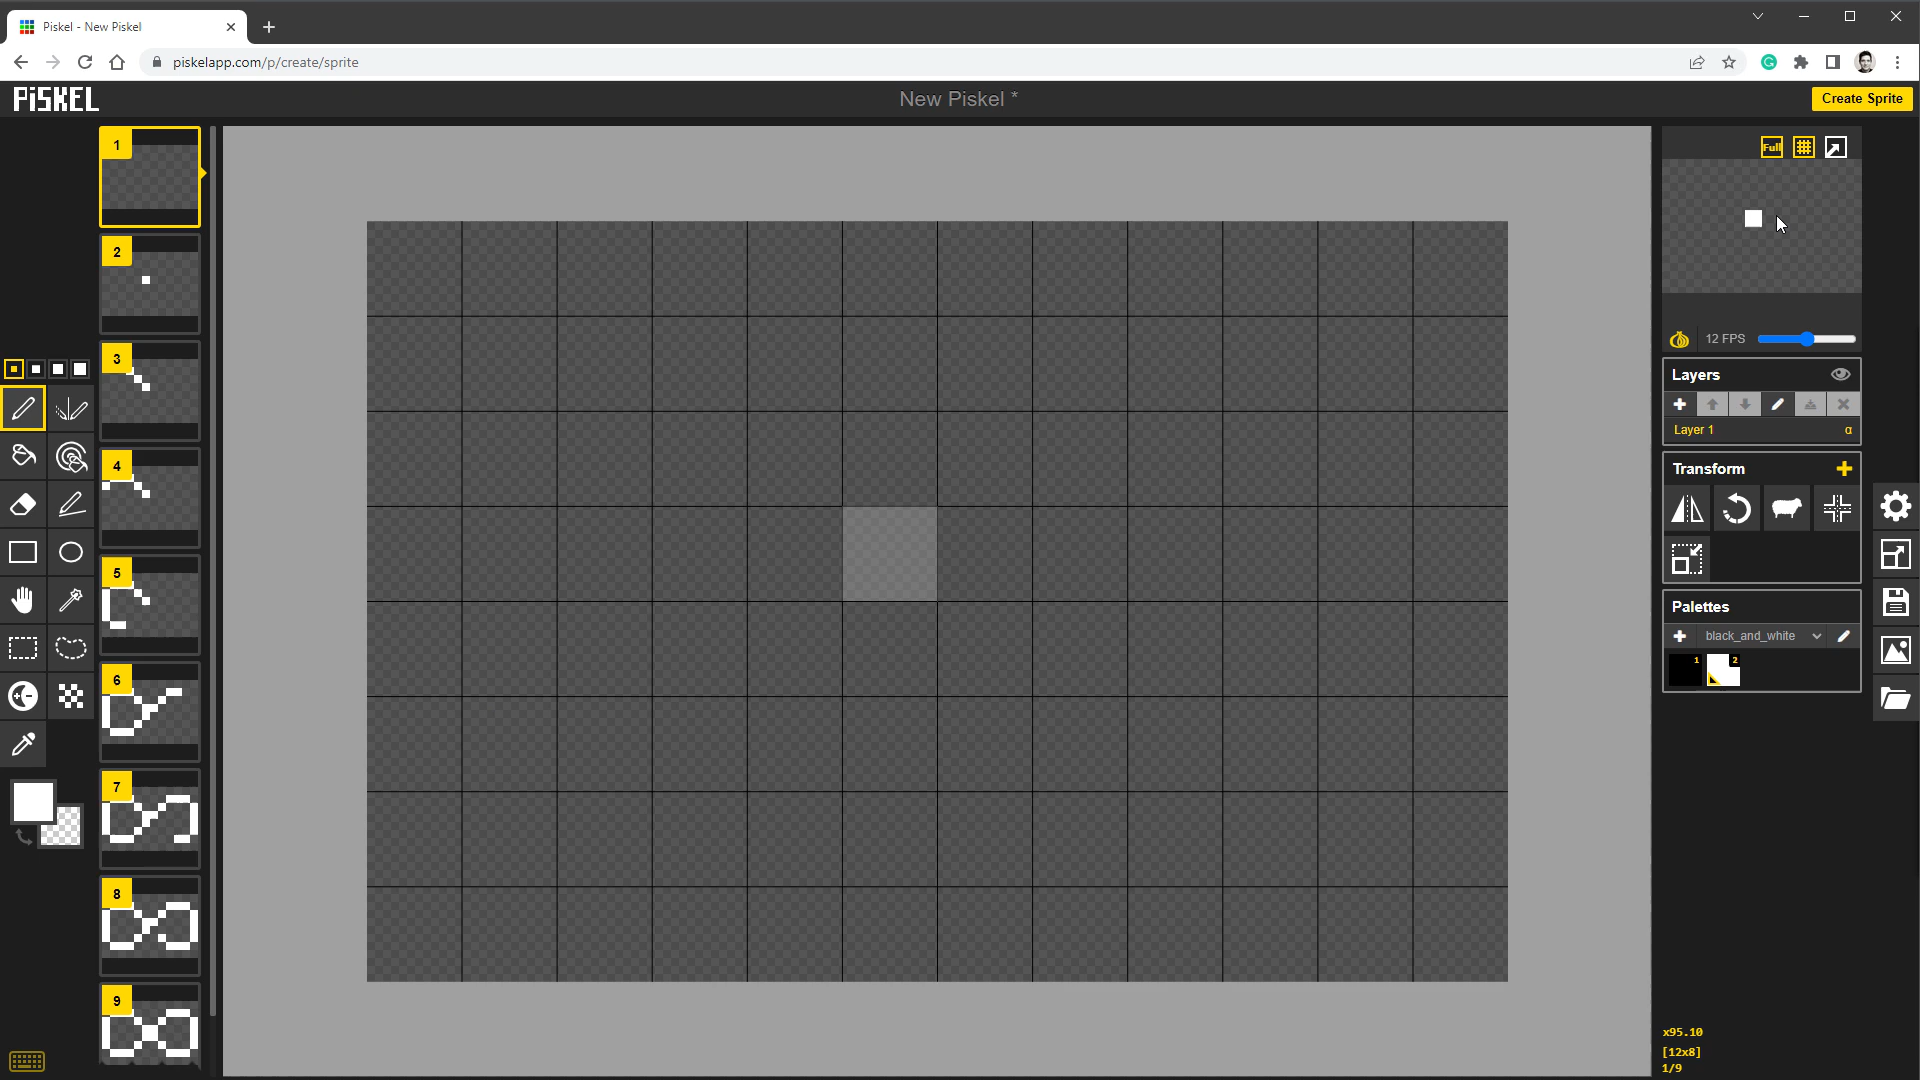 Piskel - New Piskel
piskelapp.com/p/create/sprite
PiSKEL
New Piskel *
Create Sprite
1
2
3
4
5
6
7
8
9
Full
12 FPS
Layers
Layer 1
α
Transform
Palettes
black_and_white
1
2
x95.10
[12x8]
1/9